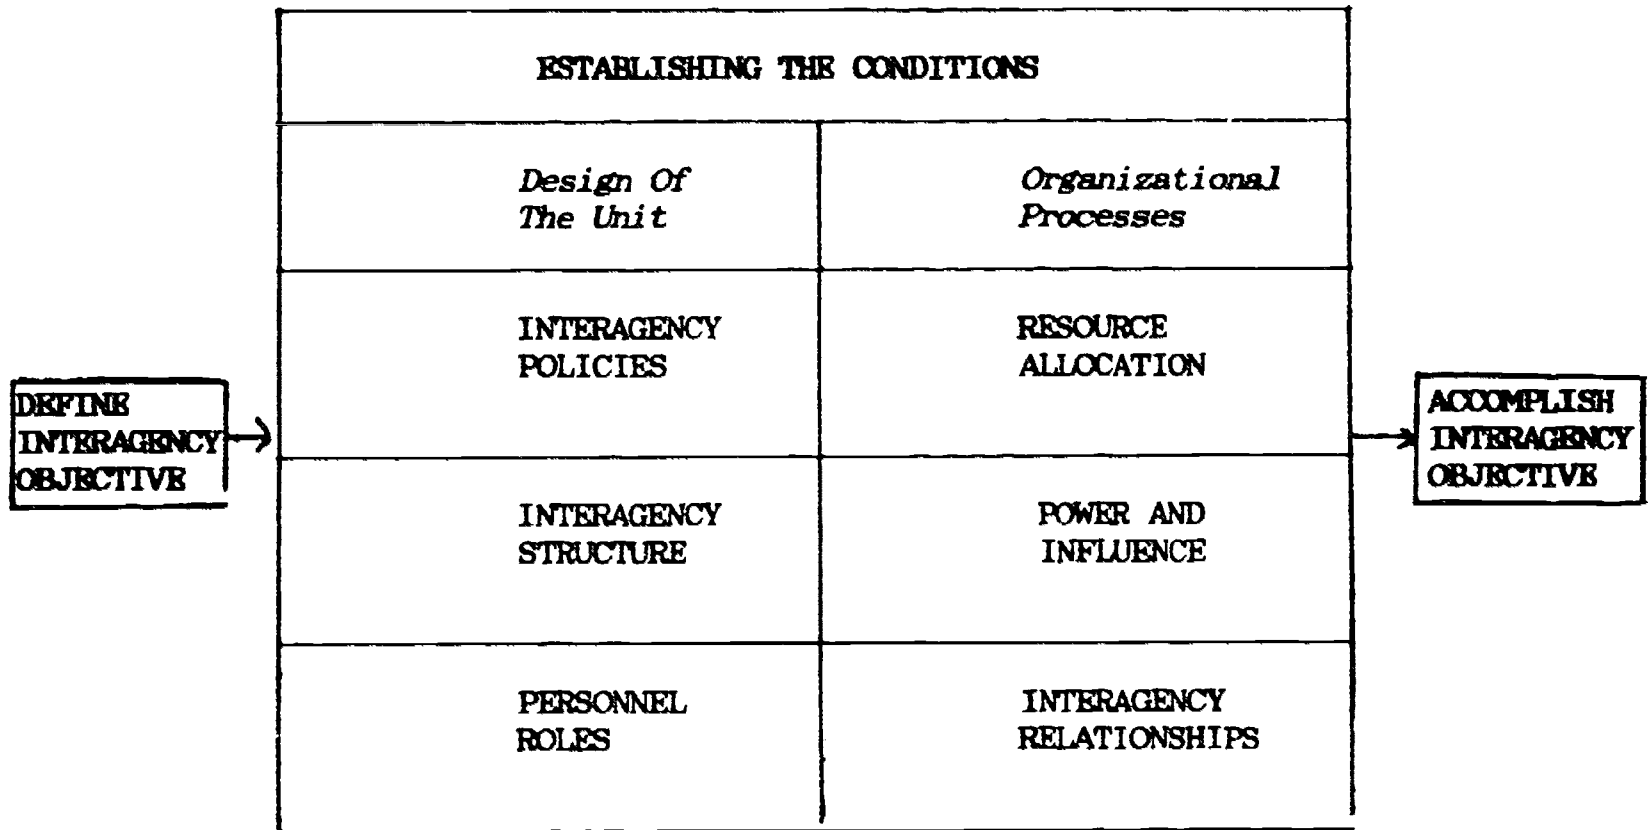 ESTABLISHING THE CONDITIONS
Design Of
The Unit
Organizational
Processes
INTERAGENCY
POLICIES
RESOURCE
ALLOCATION
DEFINE
INTERAGENCY
OBJECTIVE
ACCOMPLISH
INTERAGENCY
OBJECTIVE
INTERAGENCY
STRUCTURE
POWER AND
INFLUENCE
PERSONNEL
ROLES
INTERAGENCY
RELATIONSHIPS